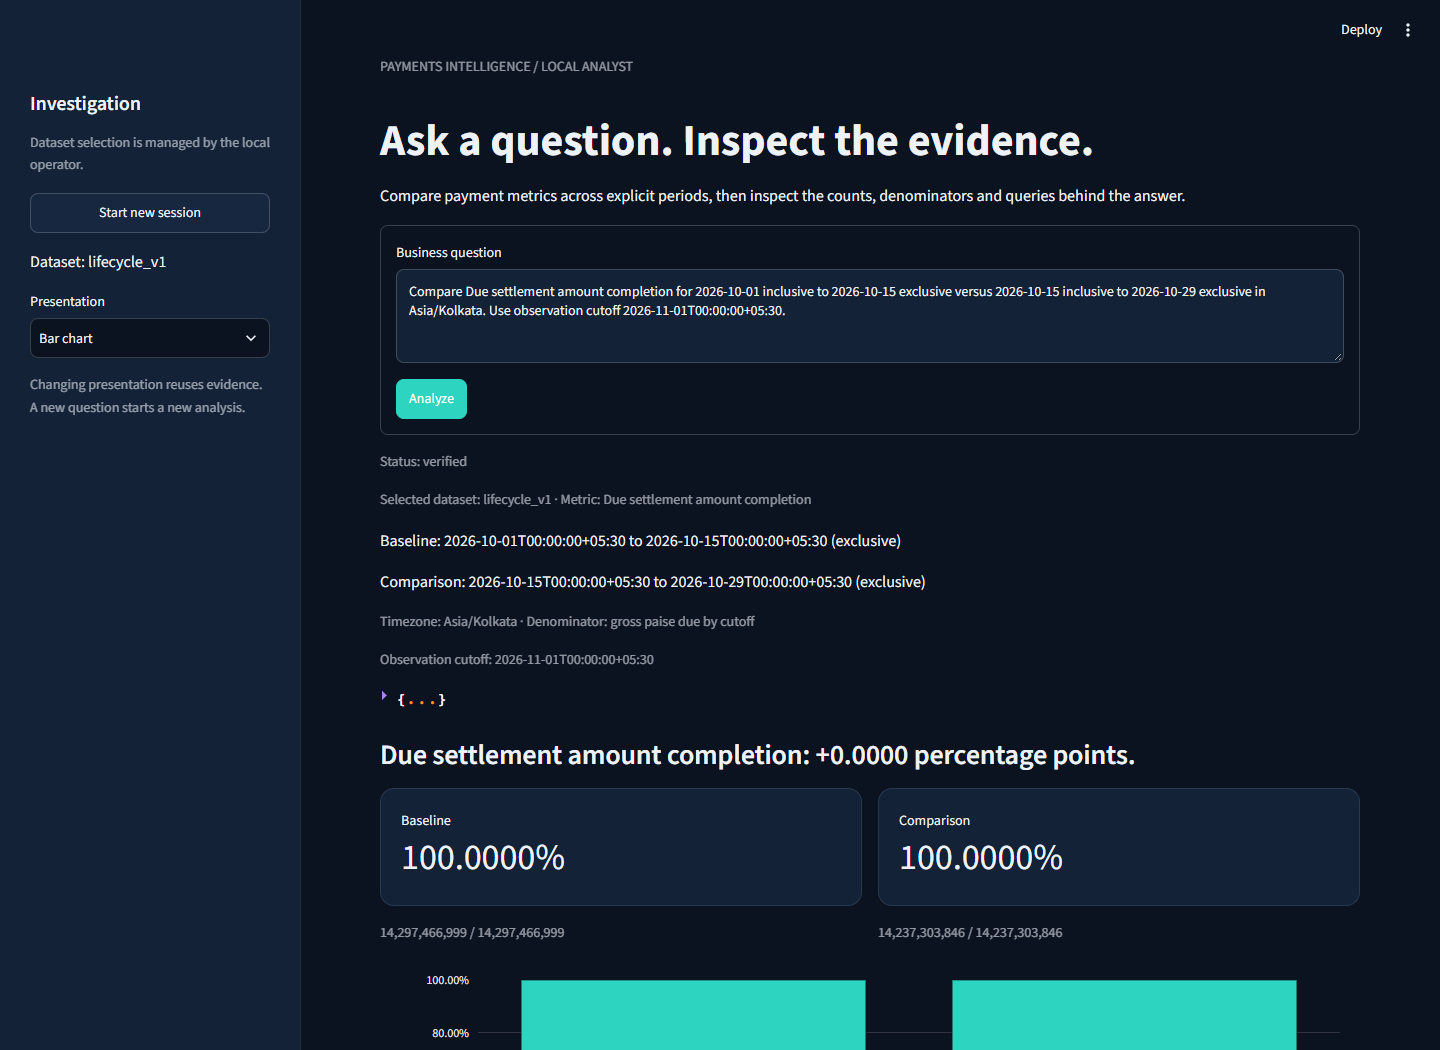 Deploy
PAYMENTS INTELLIGENCE / LOCAL ANALYST
Investigation
Dataset selection is managed by the local
operator.
Start new session
Dataset: lifecycle_v1
Presentation
Bar chart
Changing presentation reuses evidence.
A new question starts a new analysis.
Ask a question. Inspect the evidence.
Compare payment metrics across explicit periods, then inspect the counts, denominators and queries behind the answer.
Business question
Compare Due settlement amount completion for 2026-10-01 inclusive to 2026-10-15 exclusive versus 2026-10-15 inclusive to 2026-10-29 exclusive in
Asia/Kolkata. Use observation cutoff 2026-11-01T00:00:00+05:30.
Analyze
Status: verified
Selected dataset: lifecycle_v1 · Metric: Due settlement amount completion
Baseline: 2026-10-01T00:00:00+05:30 to 2026-10-15T00:00:00+05:30 (exclusive)
Comparison: 2026-10-15T00:00:00+05:30 to 2026-10-29T00:00:00+05:30 (exclusive)
Timezone: Asia/Kolkata · Denominator: gross paise due by cutoff
Observation cutoff: 2026-11-01T00:00:00+05:30
{...}
Due settlement amount completion: +0.0000 percentage points.
Baseline
100.0000%
14,297,466,999 / 14,297,466,999
Comparison
100.0000%
14,237,303,846 / 14,237,303,846
100.00%
80.00%